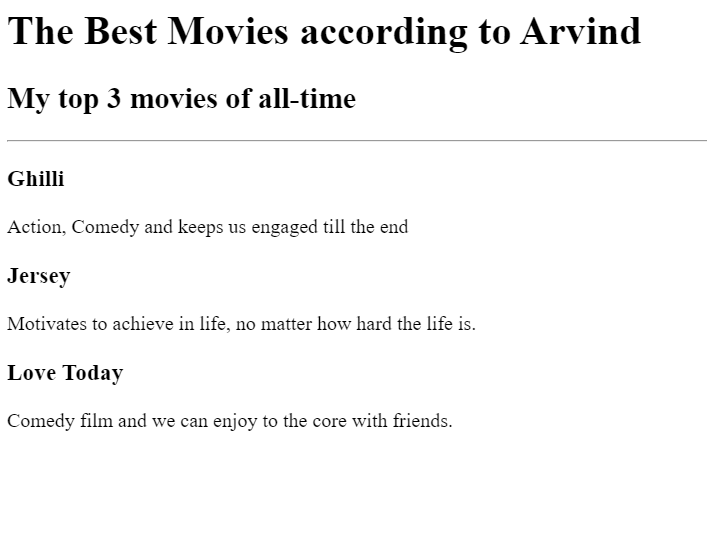 The Best Movies according to Arvind
My top 3 movies of all-time
Ghilli
Action, Comedy and keeps us engaged till the end
Jersey
Motivates to achieve in life, no matter how hard the life is.
Love Today
Comedy film and we can enjoy to the core with friends.